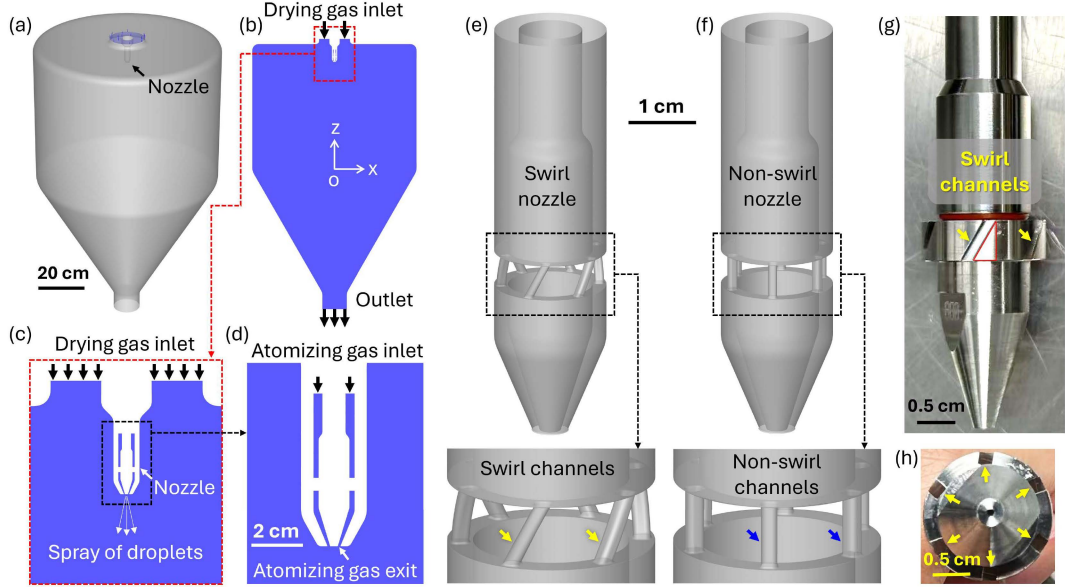 (a)
Nozzle
20 cm
(b)
Drying gas inlet
z
o
x
Outlet
(c)
Drying gas inlet
Nozzle
Spray of droplets
(d)
Atomizing gas inlet
2 cm
Atomizing gas exit
(e)
Swirl
nozzle
Swirl channels
1 cm
(f)
Non-swirl
nozzle
Non-swirl
channels
(g)
Swirl
channels
0.5 cm
(h)
0.5 cm